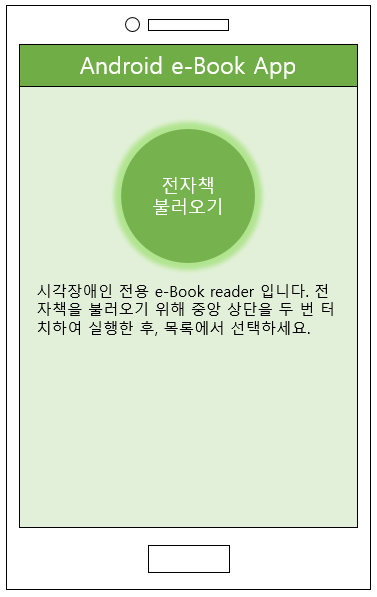 Android e-Book App
전자책
불러오기
시각장애인 전용 e-Book reader 입니다. 전
자책을 불러오기 위해 중앙 상단을 두 번 터
치하여 실행한 후, 목록에서 선택하세요.